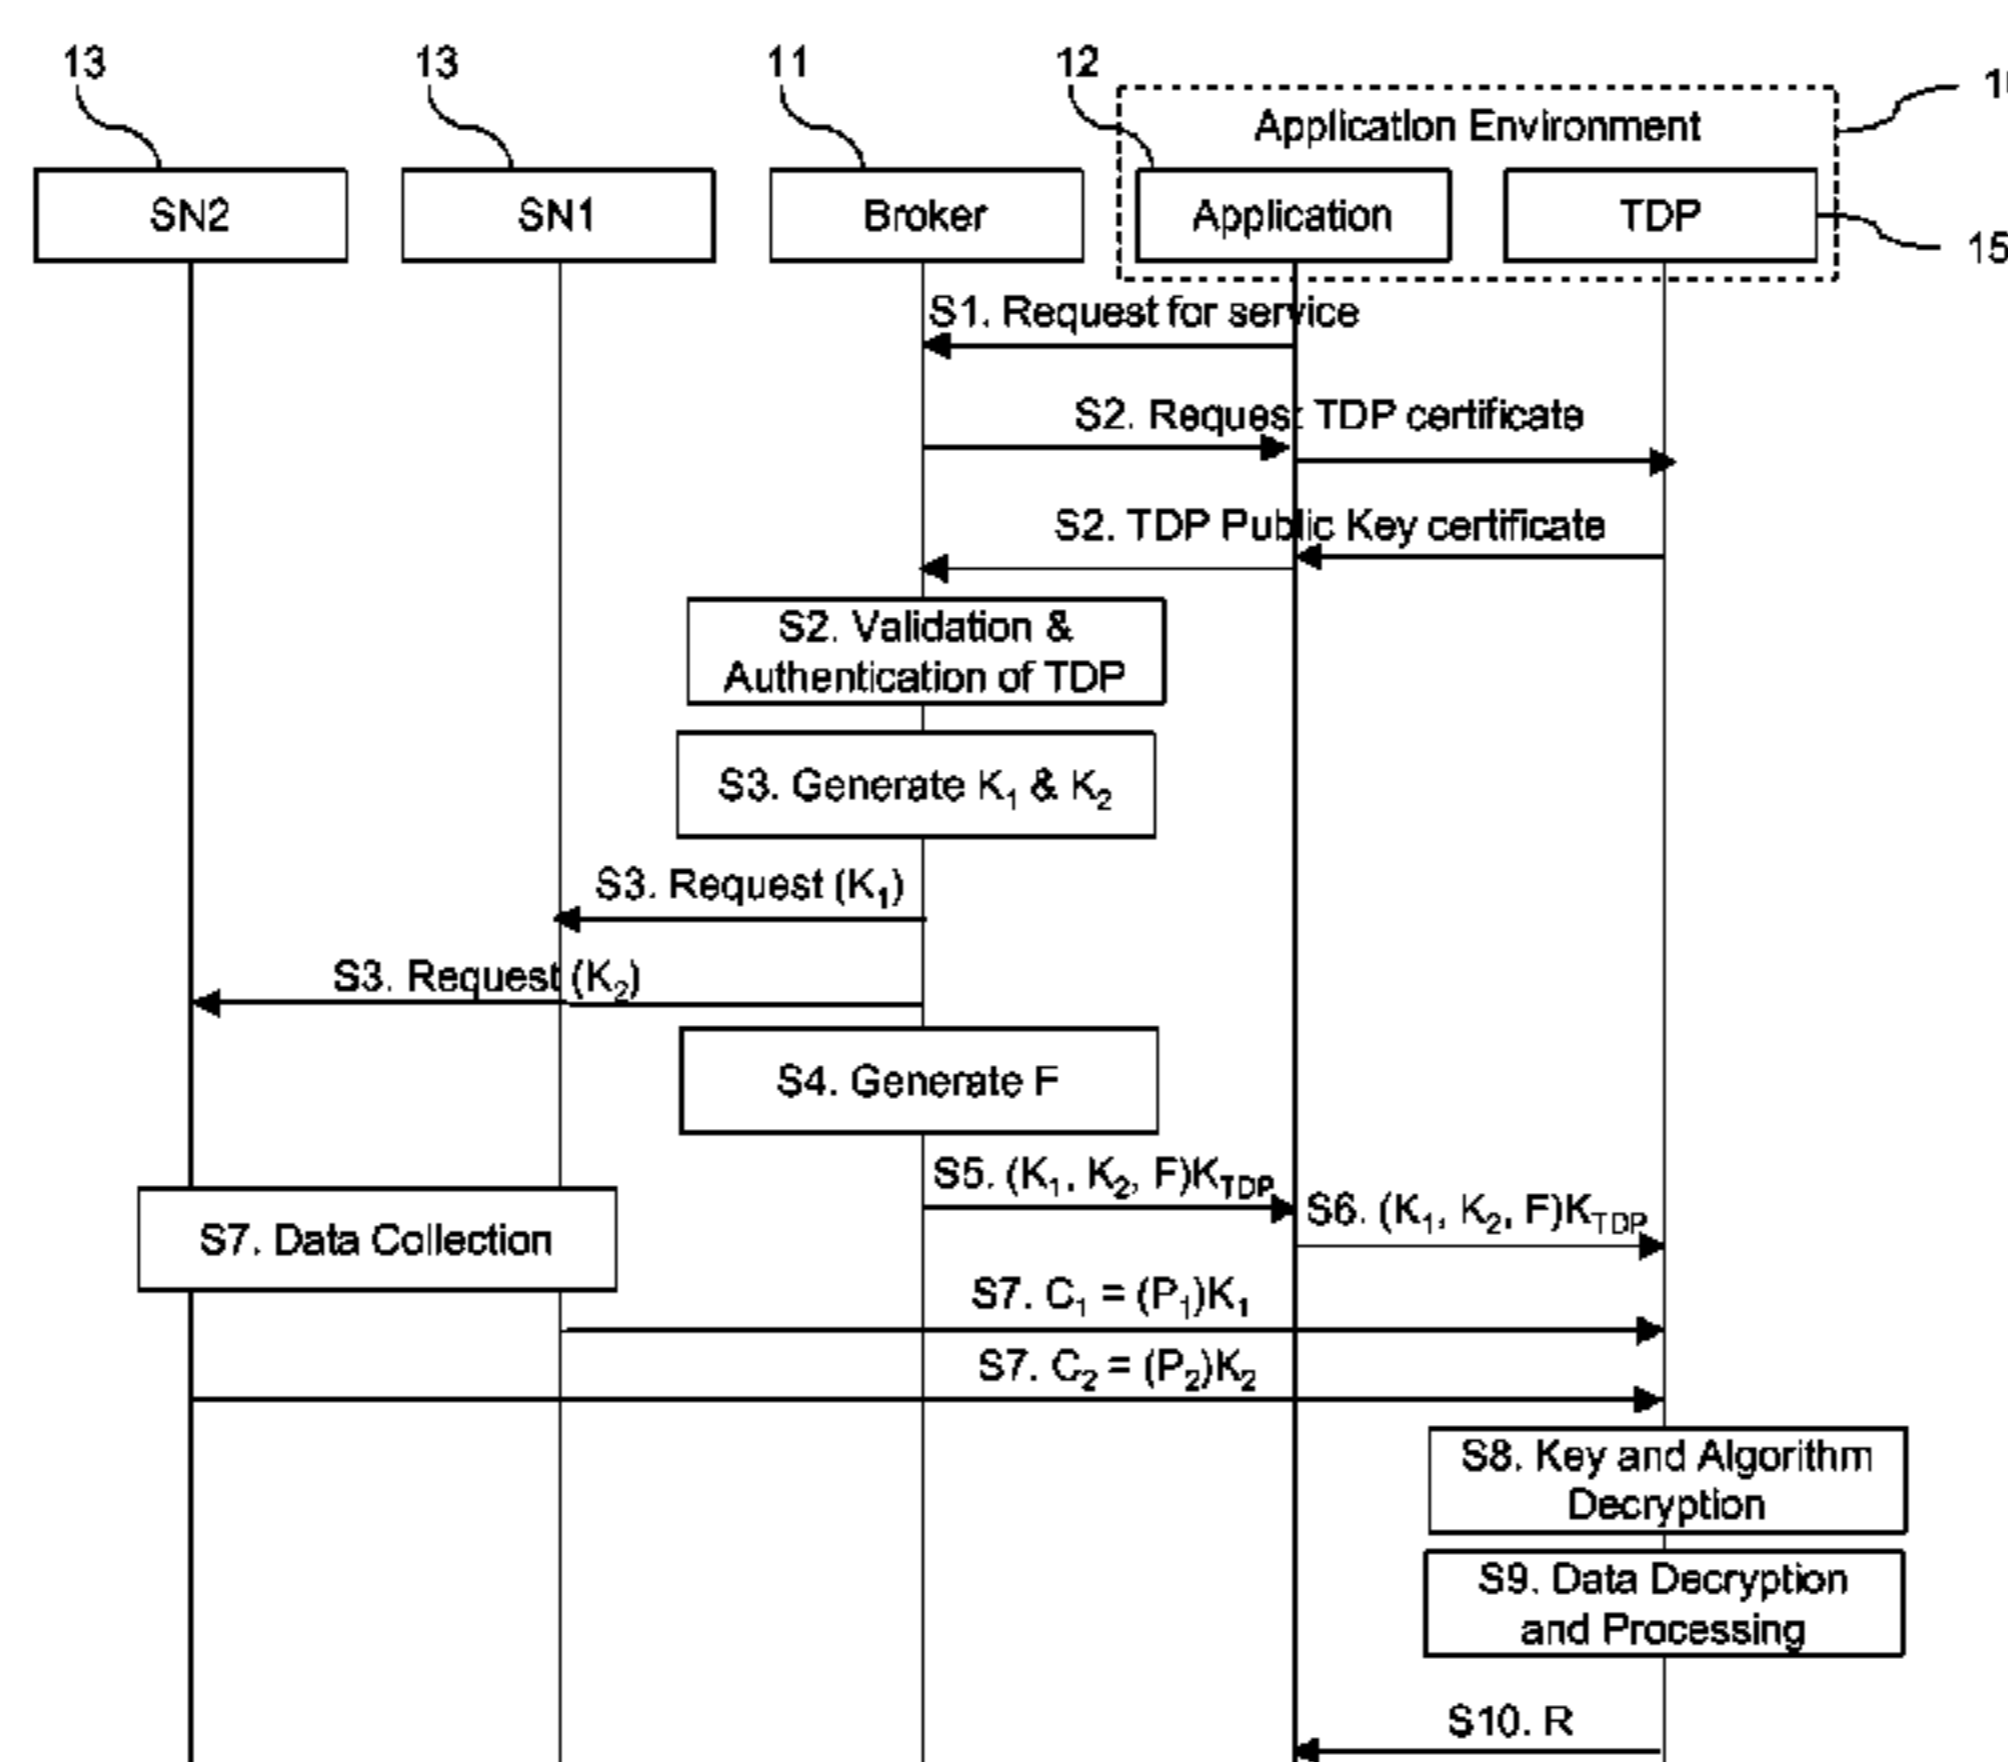 13 13 11 12 1
Application Environment
SN2 SN1 Broker Application TDP
15
S1. Request for service
S2. Request TDP certificate
S2. TDP Public Key certificate
S2. Validation &
Authentication of TDP
S3. Generate K₁ & K₂
S3. Request (K₁)
S3. Request (K₂)
S4. Generate F
S5. (K₁, K₂, F)K_TDP
S6. (K₁, K₂, F)K_TDP
S7. Data Collection
S7. C₁ = (P₁)K₁
S7. C₂ = (P₂)K₂
S8. Key and Algorithm
Decryption
S9. Data Decryption
and Processing
S10. R